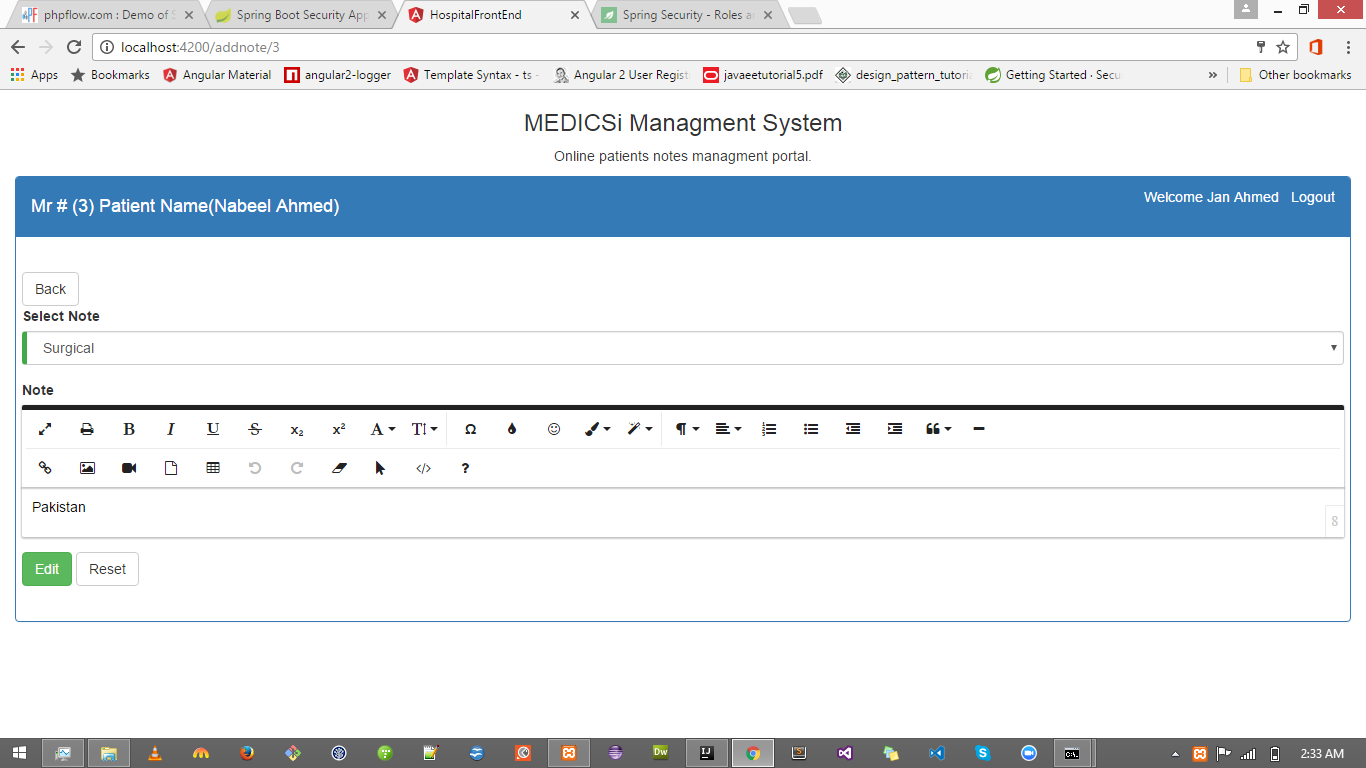 phpflow.com : Demo of S
Spring Boot Security App
HospitalFrontEnd
Spring Security - Roles a
localhost:4200/addnote/3
Apps Bookmarks Angular Material angular2-logger Template Syntax - ts - Angular 2 User Regist javaeetutorial5.pdf design_pattern_tutoria Getting Started · Secu » Other bookmarks
MEDICSi Managment System
Online patients notes managment portal.
Mr # (3) Patient Name(Nabeel Ahmed)
Welcome Jan Ahmed Logout
Back
Select Note
Surgical
Note
B I U S x₂ x² A T Ω ¶ ❝
</> ?
Pakistan
8
Edit Reset
2:33 AM